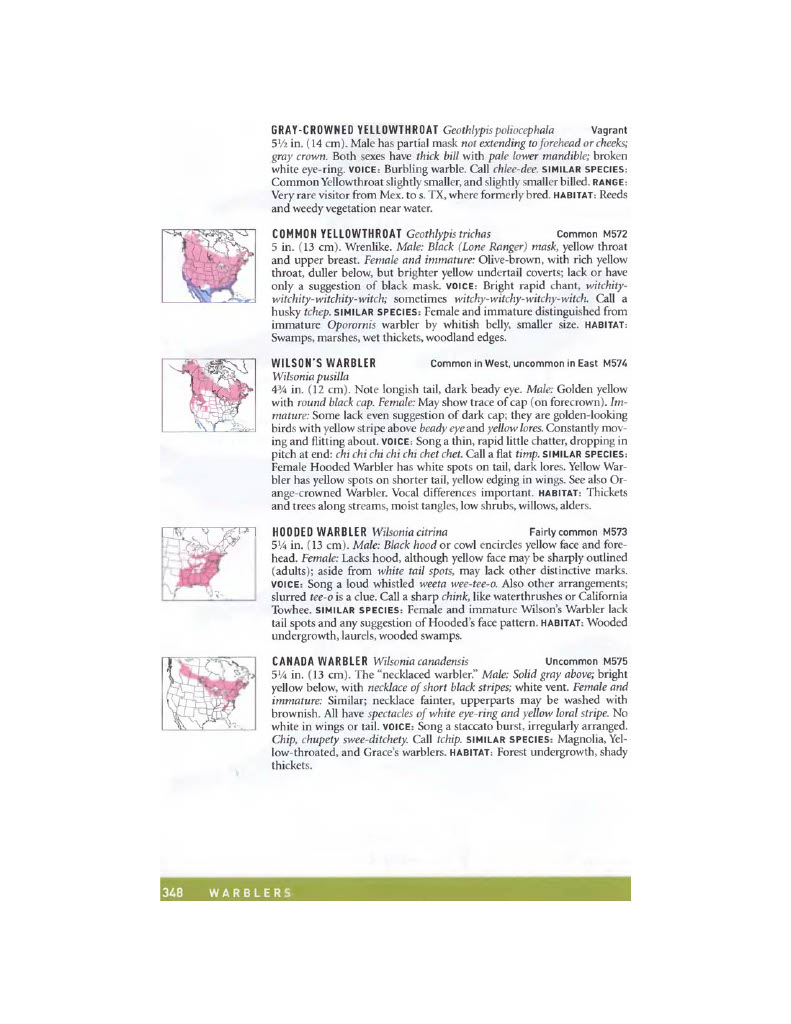 GRAY-CROWNED YELLOWTHROAT Geothlypis poliocephala Vagrant
5½ in. (14 cm). Male has partial mask not extending to forehead or cheeks;
gray crown. Both sexes have thick bill with pale lower mandible; broken
white eye-ring. VOICE: Burbling warble. Call chlee-dee. SIMILAR SPECIES:
Common Yellowthroat slightly smaller, and slightly smaller billed. RANGE:
Very rare visitor from Mex. to s. TX, where formerly bred. HABITAT: Reeds
and weedy vegetation near water.
COMMON YELLOWTHROAT Geothlypis trichas Common M572
5 in. (13 cm). Wrenlike. Male: Black (Lone Ranger) mask, yellow throat
and upper breast. Female and immature: Olive-brown, with rich yellow
throat, duller below, but brighter yellow undertail coverts; lack or have
only a suggestion of black mask. VOICE: Bright rapid chant, witchity-
witchity-witchity-witch; sometimes witchy-witchy-witchy-witch. Call a
husky tchep. SIMILAR SPECIES: Female and immature distinguished from
immature Oporornis warbler by whitish belly, smaller size. HABITAT:
Swamps, marshes, wet thickets, woodland edges.
WILSON'S WARBLER Common in West, uncommon in East M574
Wilsonia pusilla
4¾ in. (12 cm). Note longish tail, dark beady eye. Male: Golden yellow
with round black cap. Female: May show trace of cap (on forecrown). Im-
mature: Some lack even suggestion of dark cap; they are golden-looking
birds with yellow stripe above beady eye and yellow lores. Constantly mov-
ing and flitting about. VOICE: Song a thin, rapid little chatter, dropping in
pitch at end: chi chi chi chi chi chet chet. Call a flat timp. SIMILAR SPECIES:
Female Hooded Warbler has white spots on tail, dark lores. Yellow War-
bler has yellow spots on shorter tail, yellow edging in wings. See also Or-
ange-crowned Warbler. Vocal differences important. HABITAT: Thickets
and trees along streams, moist tangles, low shrubs, willows, alders.
HOODED WARBLER Wilsonia citrina Fairly common M573
5¼ in. (13 cm). Male: Black hood or cowl encircles yellow face and fore-
head. Female: Lacks hood, although yellow face may be sharply outlined
(adults); aside from white tail spots, may lack other distinctive marks.
VOICE: Song a loud whistled weeta wee-tee-o. Also other arrangements;
slurred tee-o is a clue. Call a sharp chink, like waterthrushes or California
Towhee. SIMILAR SPECIES: Female and immature Wilson's Warbler lack
tail spots and any suggestion of Hooded's face pattern. HABITAT: Wooded
undergrowth, laurels, wooded swamps.
CANADA WARBLER Wilsonia canadensis Uncommon M575
5¼ in. (13 cm). The “necklaced warbler.” Male: Solid gray above; bright
yellow below, with necklace of short black stripes; white vent. Female and
immature: Similar; necklace fainter, upperparts may be washed with
brownish. All have spectacles of white eye-ring and yellow loral stripe. No
white in wings or tail. VOICE: Song a staccato burst, irregularly arranged.
Chip, chupety swee-ditchety. Call tchip. SIMILAR SPECIES: Magnolia, Yel-
low-throated, and Grace's warblers. HABITAT: Forest undergrowth, shady
thickets.
348 WARBLERS